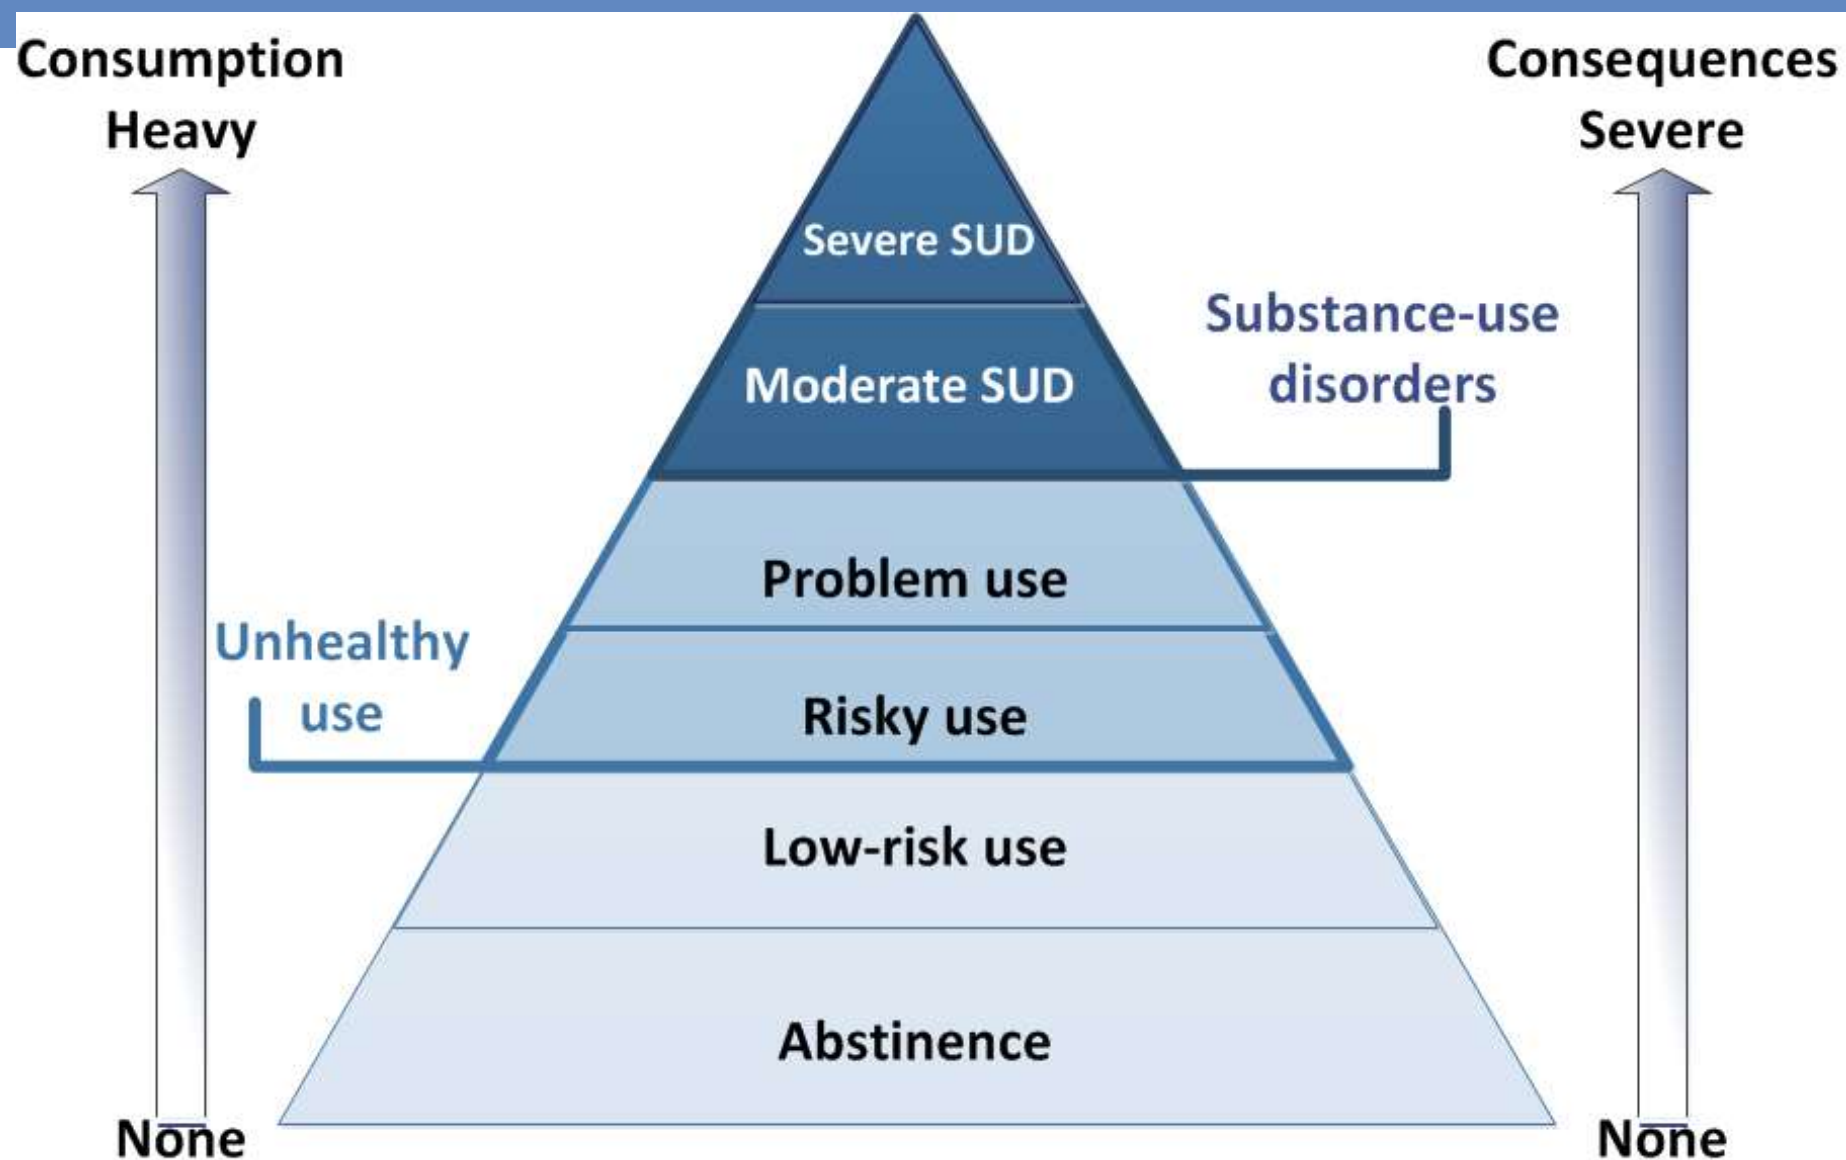 Consumption
Heavy
Consequences
Severe
Severe SUD
Substance-use
disorders
Moderate SUD
Problem use
Unhealthy
use
Risky use
Low-risk use
Abstinence
None
None